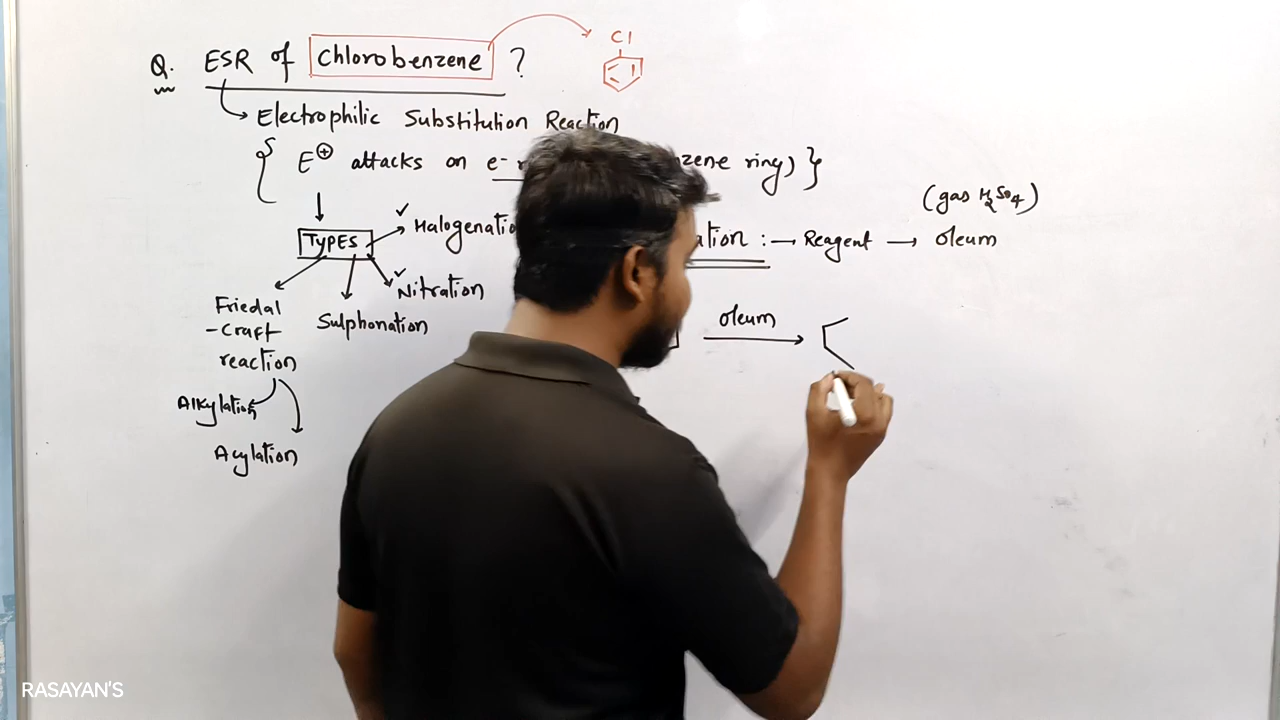 Q. ESR of Chlorobenzene ?
Cl
Electrophilic Substitution Reaction
{ E⊕ attacks on e- zene ring) }
TYPES
Halogenatio
Nitration
Sulphonation
Friedal
-Craft
reaction
Alkylation
Acylation
ation :→ Reagent → Oleum
(gas H2SO4)
Oleum
RASAYAN'S